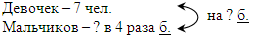 Девочек – 7 чел.
Мальчиков – ? в 4 раза б.
на ? б.